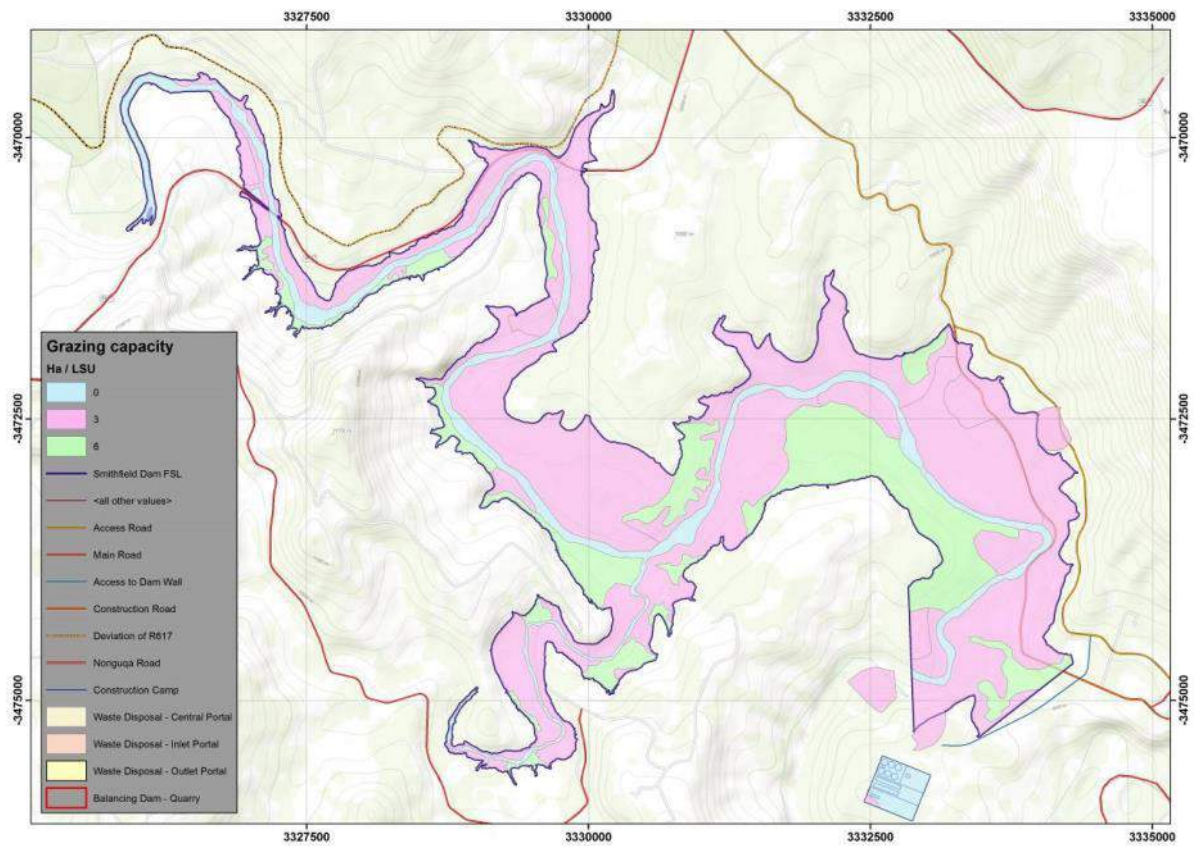 3327500 3330000 3332500 3335000
-3470000 -3470000
-3472500 -3472500
Grazing capacity
Ha / LSU
0
3
6
Smithfield Dam FSL
<all other values>
Access Road
Main Road
Access to Dam Wall
Construction Road
Deviation of R617
Nonguqa Road
Construction Camp
Waste Disposal - Central Portal
Waste Disposal - Inlet Portal
Waste Disposal - Outlet Portal
Balancing Dam - Quarry
-3475000 -3475000
3327500 3330000 3332500 3335000